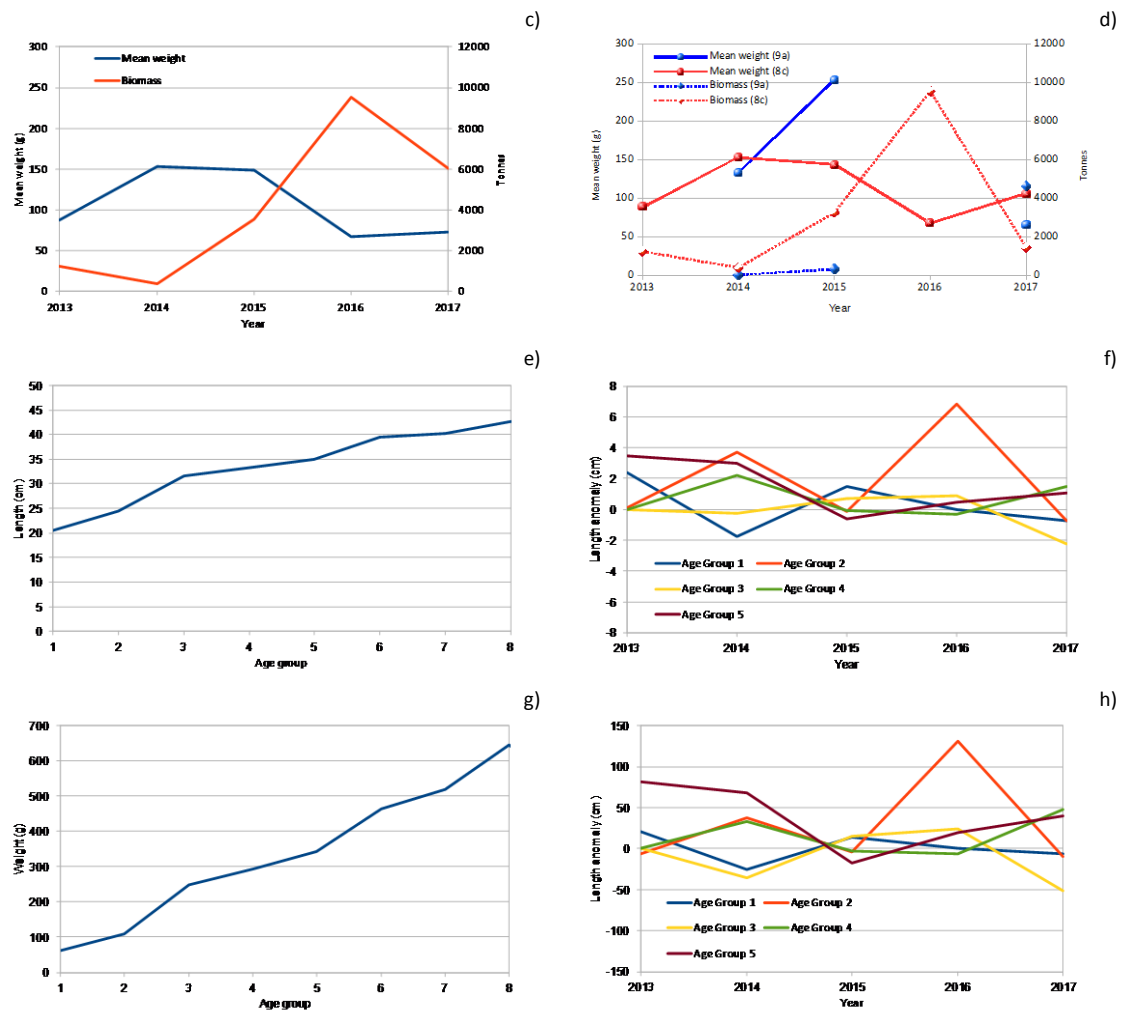 c)
300
250
200
150
100
50
0
Mean weight (g)
Mean weight
Biomass
12000
10000
8000
6000
4000
2000
0
Tonnes
2013 2014 2015 2016 2017
Year
d)
300
250
200
150
100
50
0
Mean weight (g)
Mean weight (9a)
Mean weight (8c)
Biomass (9a)
Biomass (8c)
12000
10000
8000
6000
4000
2000
0
Tonnes
2013 2014 2015 2016 2017
Year
e)
50
45
40
35
30
25
20
15
10
5
0
Length (cm)
1 2 3 4 5 6 7 8
Age group
f)
8
6
4
2
0
-2
-4
-6
-8
Length anomaly (cm)
Age Group 1 Age Group 2
Age Group 3 Age Group 4
Age Group 5
2013 2014 2015 2016 2017
Year
g)
700
600
500
400
300
200
100
0
Weight (g)
1 2 3 4 5 6 7 8
Age group
h)
150
100
50
0
-50
-100
-150
Length anomaly (cm)
Age Group 1 Age Group 2
Age Group 3 Age Group 4
Age Group 5
2013 2014 2015 2016 2017
Year